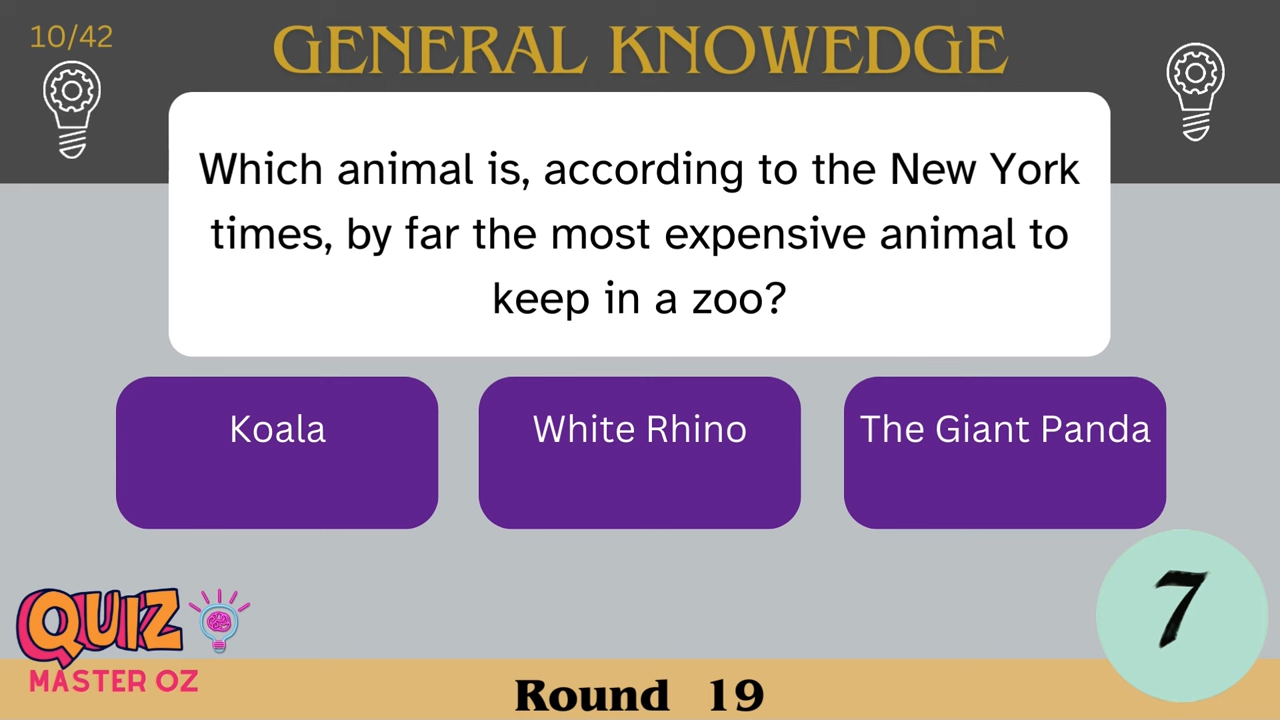 10/42
GENERAL KNOWEDGE
Which animal is, according to the New York
times, by far the most expensive animal to
keep in a zoo?
Koala
White Rhino
The Giant Panda
7
QUIZ
MASTER OZ
Round 19